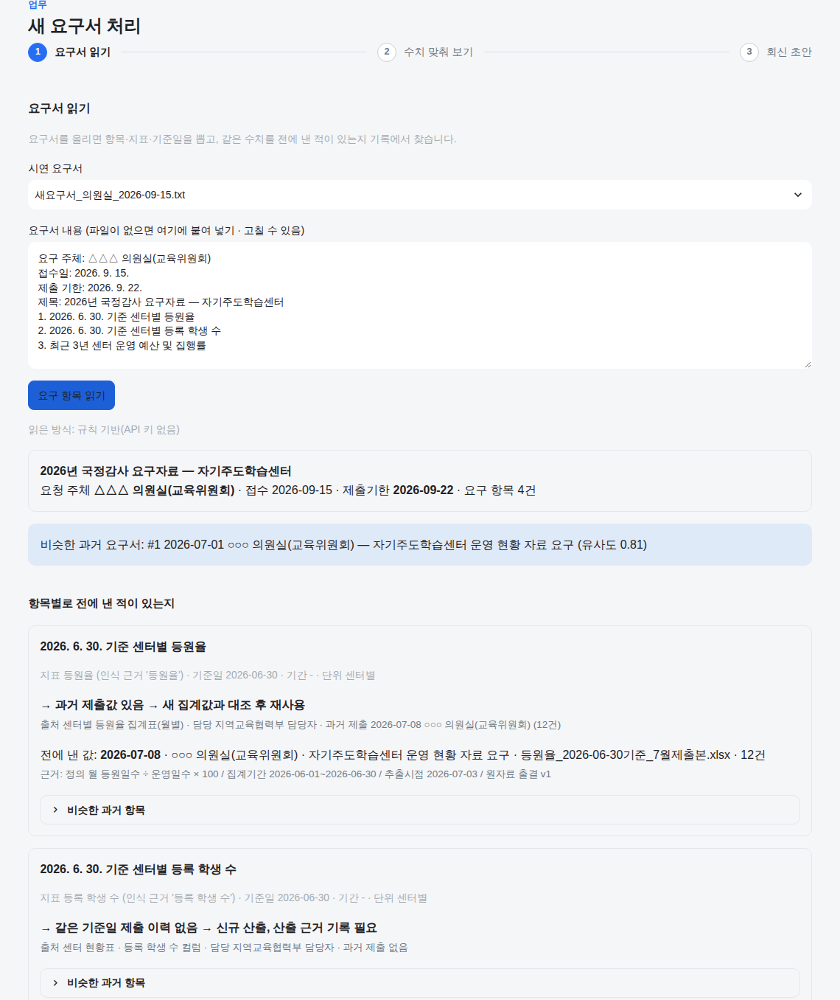 업무
새 요구서 처리
1 요구서 읽기 2 수치 맞춰 보기 3 회신 초안
요구서 읽기
요구서를 올리면 항목·지표·기준일을 뽑고, 같은 수치를 전에 낸 적이 있는지 기록에서 찾습니다.
시연 요구서
새요구서_의원실_2026-09-15.txt
요구서 내용 (파일이 없으면 여기에 붙여 넣기 · 고칠 수 있음)
요구 주체: △△△ 의원실(교육위원회)
접수일: 2026. 9. 15.
제출 기한: 2026. 9. 22.
제목: 2026년 국정감사 요구자료 — 자기주도학습센터
1. 2026. 6. 30. 기준 센터별 등원율
2. 2026. 6. 30. 기준 센터별 등록 학생 수
3. 최근 3년 센터 운영 예산 및 집행률
요구 항목 읽기
읽은 방식: 규칙 기반(API 키 없음)
2026년 국정감사 요구자료 — 자기주도학습센터
요청 주체 △△△ 의원실(교육위원회) · 접수 2026-09-15 · 제출기한 2026-09-22 · 요구 항목 4건
비슷한 과거 요구서: #1 2026-07-01 ○○○ 의원실(교육위원회) — 자기주도학습센터 운영 현황 자료 요구 (유사도 0.81)
항목별로 전에 낸 적이 있는지
2026. 6. 30. 기준 센터별 등원율
지표 등원율 (인식 근거 '등원율') · 기준일 2026-06-30 · 기간 - · 단위 센터별
→ 과거 제출값 있음 → 새 집계값과 대조 후 재사용
출처 센터별 등원율 집계표(월별) · 담당 지역교육협력부 담당자 · 과거 제출 2026-07-08 ○○○ 의원실(교육위원회) (12건)
전에 낸 값: 2026-07-08 · ○○○ 의원실(교육위원회) · 자기주도학습센터 운영 현황 자료 요구 · 등원율_2026-06-30기준_7월제출본.xlsx · 12건
근거: 정의 월 등원일수 ÷ 운영일수 × 100 / 집계기간 2026-06-01~2026-06-30 / 추출시점 2026-07-03 / 원자료 출결 v1
비슷한 과거 항목
2026. 6. 30. 기준 센터별 등록 학생 수
지표 등록 학생 수 (인식 근거 '등록 학생 수') · 기준일 2026-06-30 · 기간 - · 단위 센터별
→ 같은 기준일 제출 이력 없음 → 신규 산출, 산출 근거 기록 필요
출처 센터 현황표 · 등록 학생 수 컬럼 · 담당 지역교육협력부 담당자 · 과거 제출 없음
비슷한 과거 항목